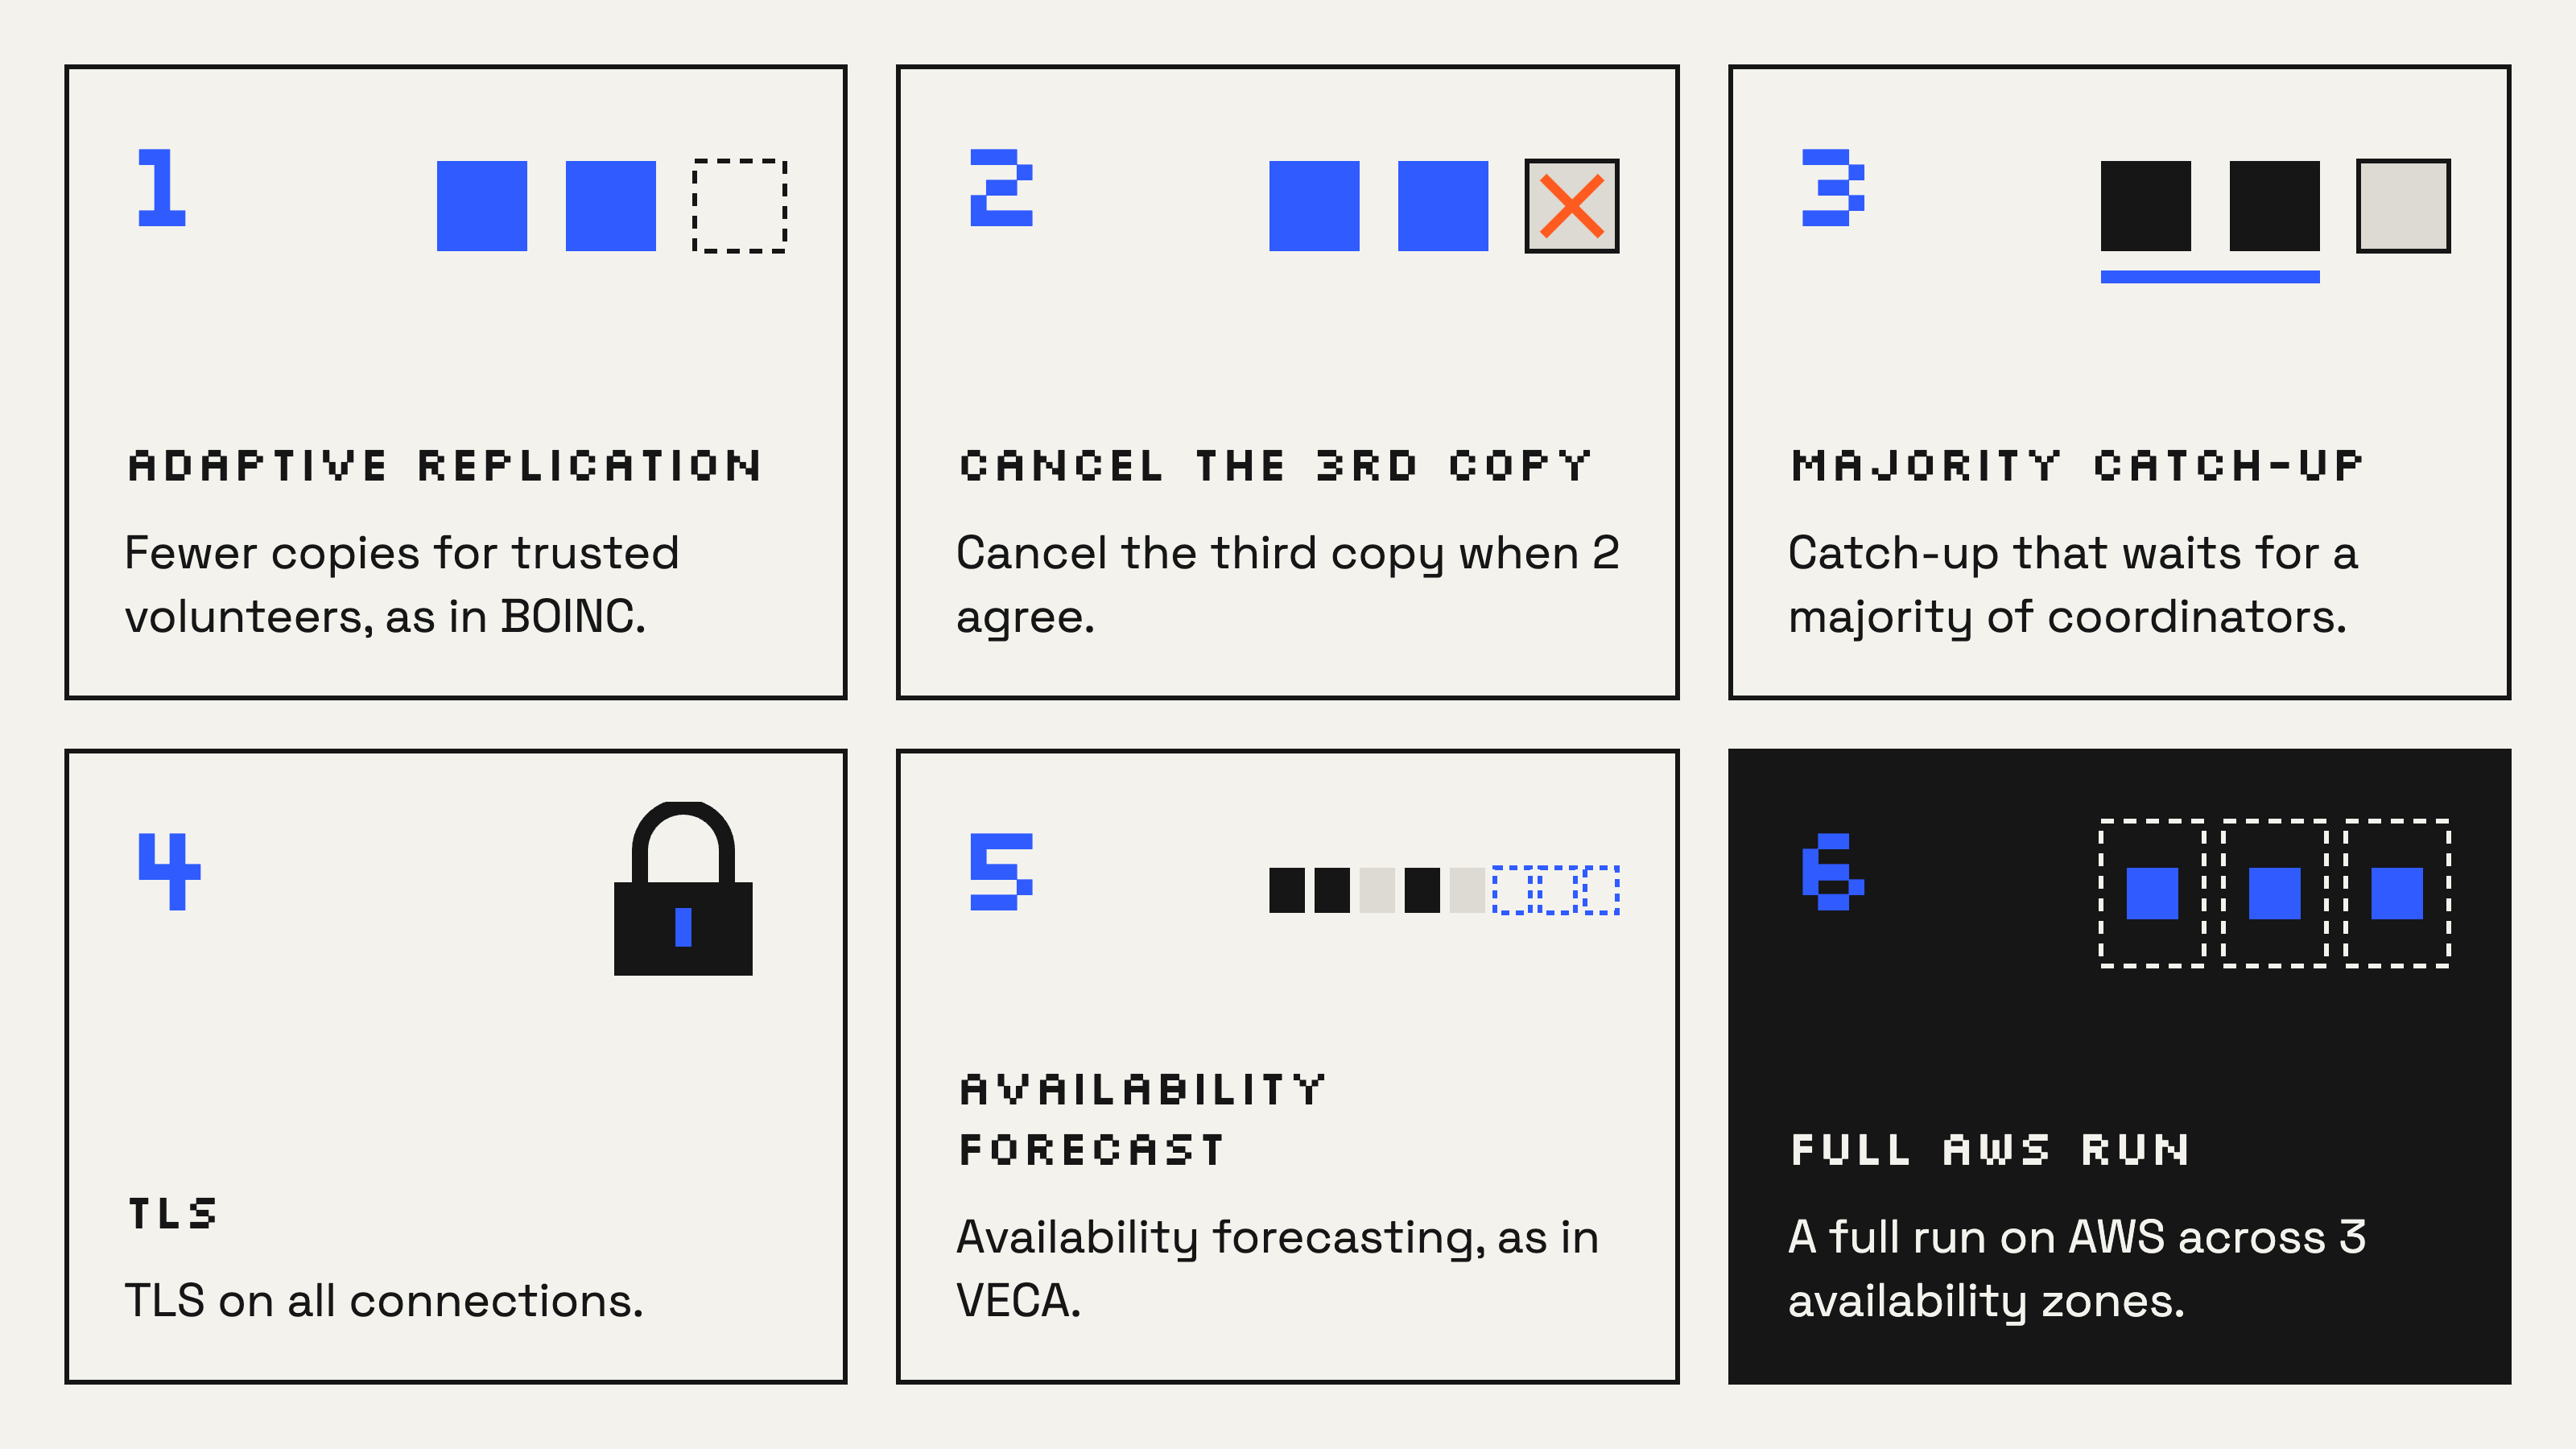 1
ADAPTIVE REPLICATION
Fewer copies for trusted
volunteers, as in BOINC.
2
CANCEL THE 3RD COPY
Cancel the third copy when 2
agree.
3
MAJORITY CATCH-UP
Catch-up that waits for a
majority of coordinators.
4
TLS
TLS on all connections.
5
AVAILABILITY
FORECAST
Availability forecasting, as in
VECA.
6
FULL AWS RUN
A full run on AWS across 3
availability zones.